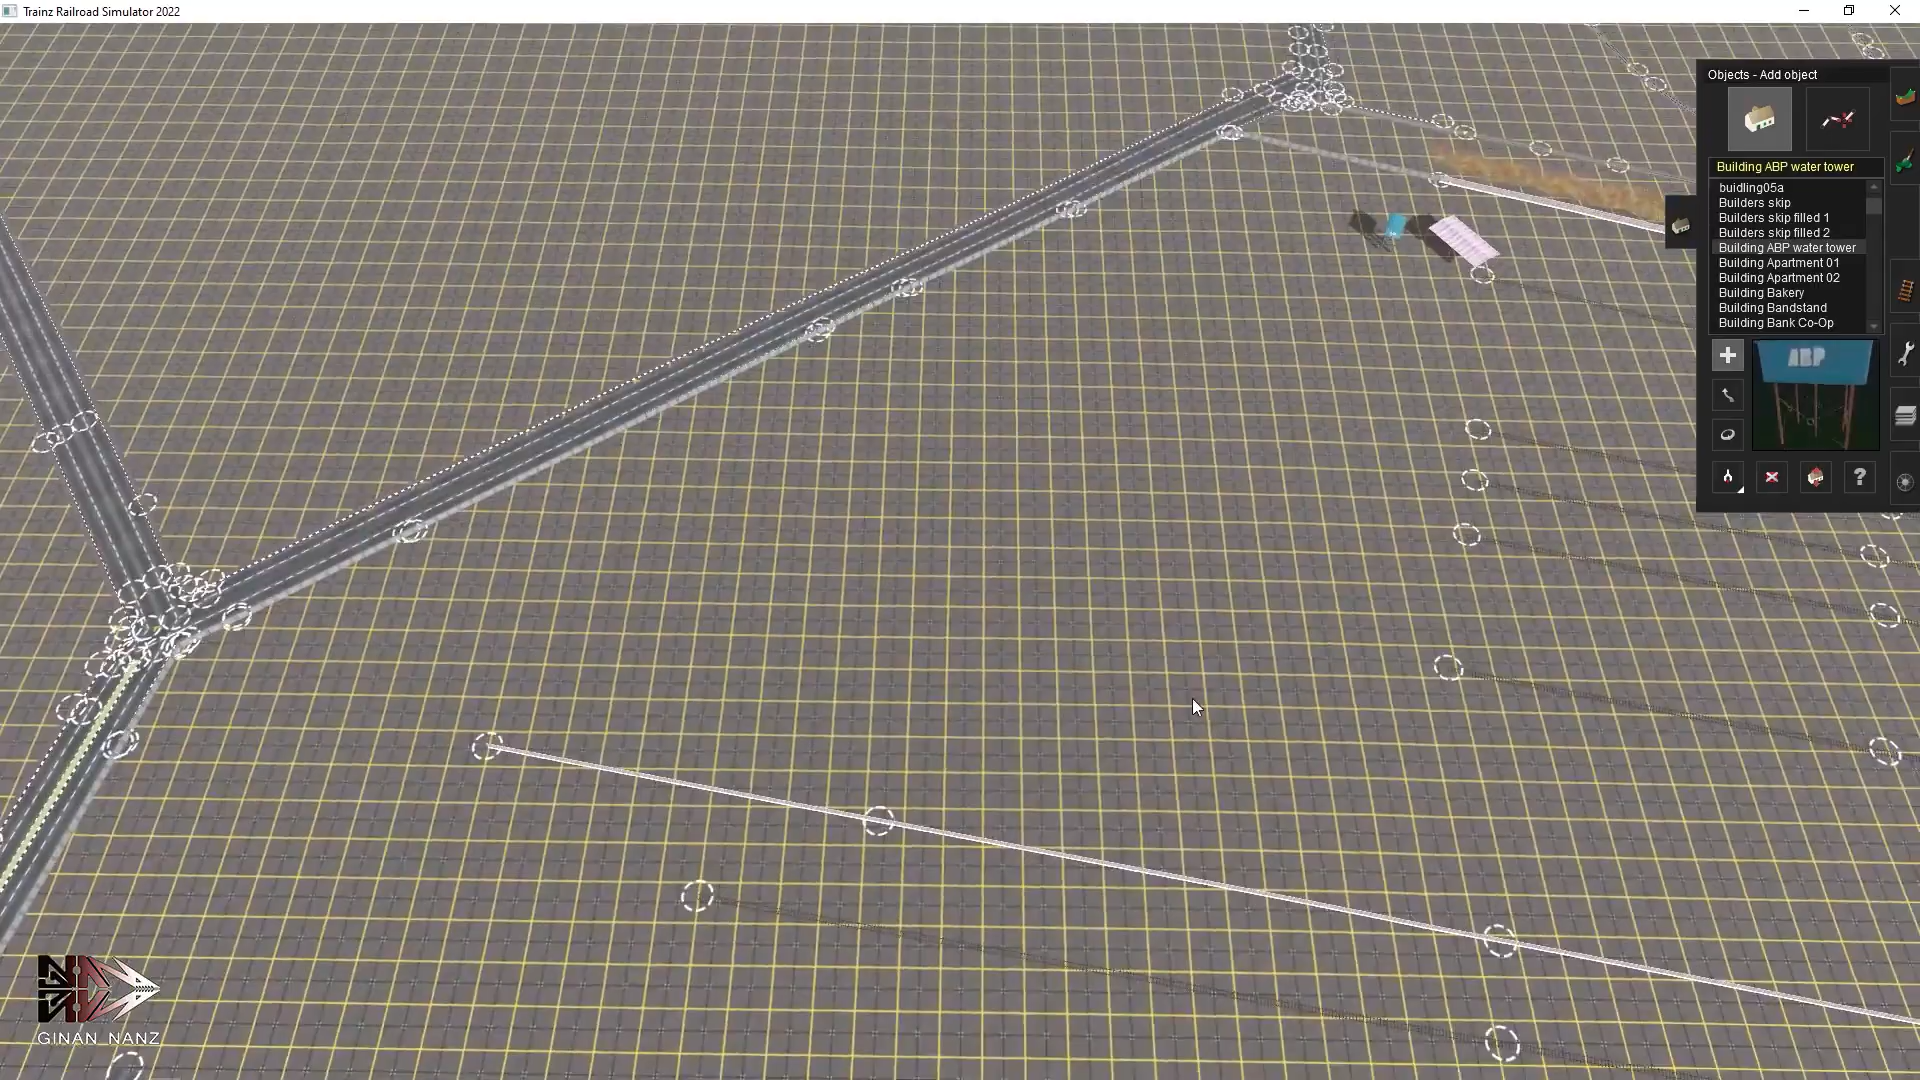 Trainz Railroad Simulator 2022
Objects - Add object
Building ABP water tower
buidling05a
Builders skip
Builders skip filled 1
Builders skip filled 2
Building ABP water tower
Building Apartment 01
Building Apartment 02
Building Bakery
Building Bandstand
Building Bank Co-Op
ABP
?
GINAN NANZ